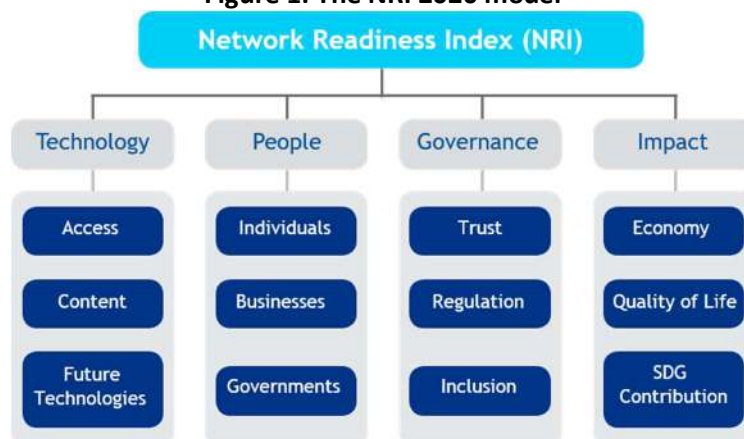 Figure 1: The NRI 2020 Model
Network Readiness Index (NRI)
Technology
People
Governance
Impact
Access
Individuals
Trust
Economy
Content
Businesses
Regulation
Quality of Life
Future
Technologies
Governments
Inclusion
SDG
Contribution